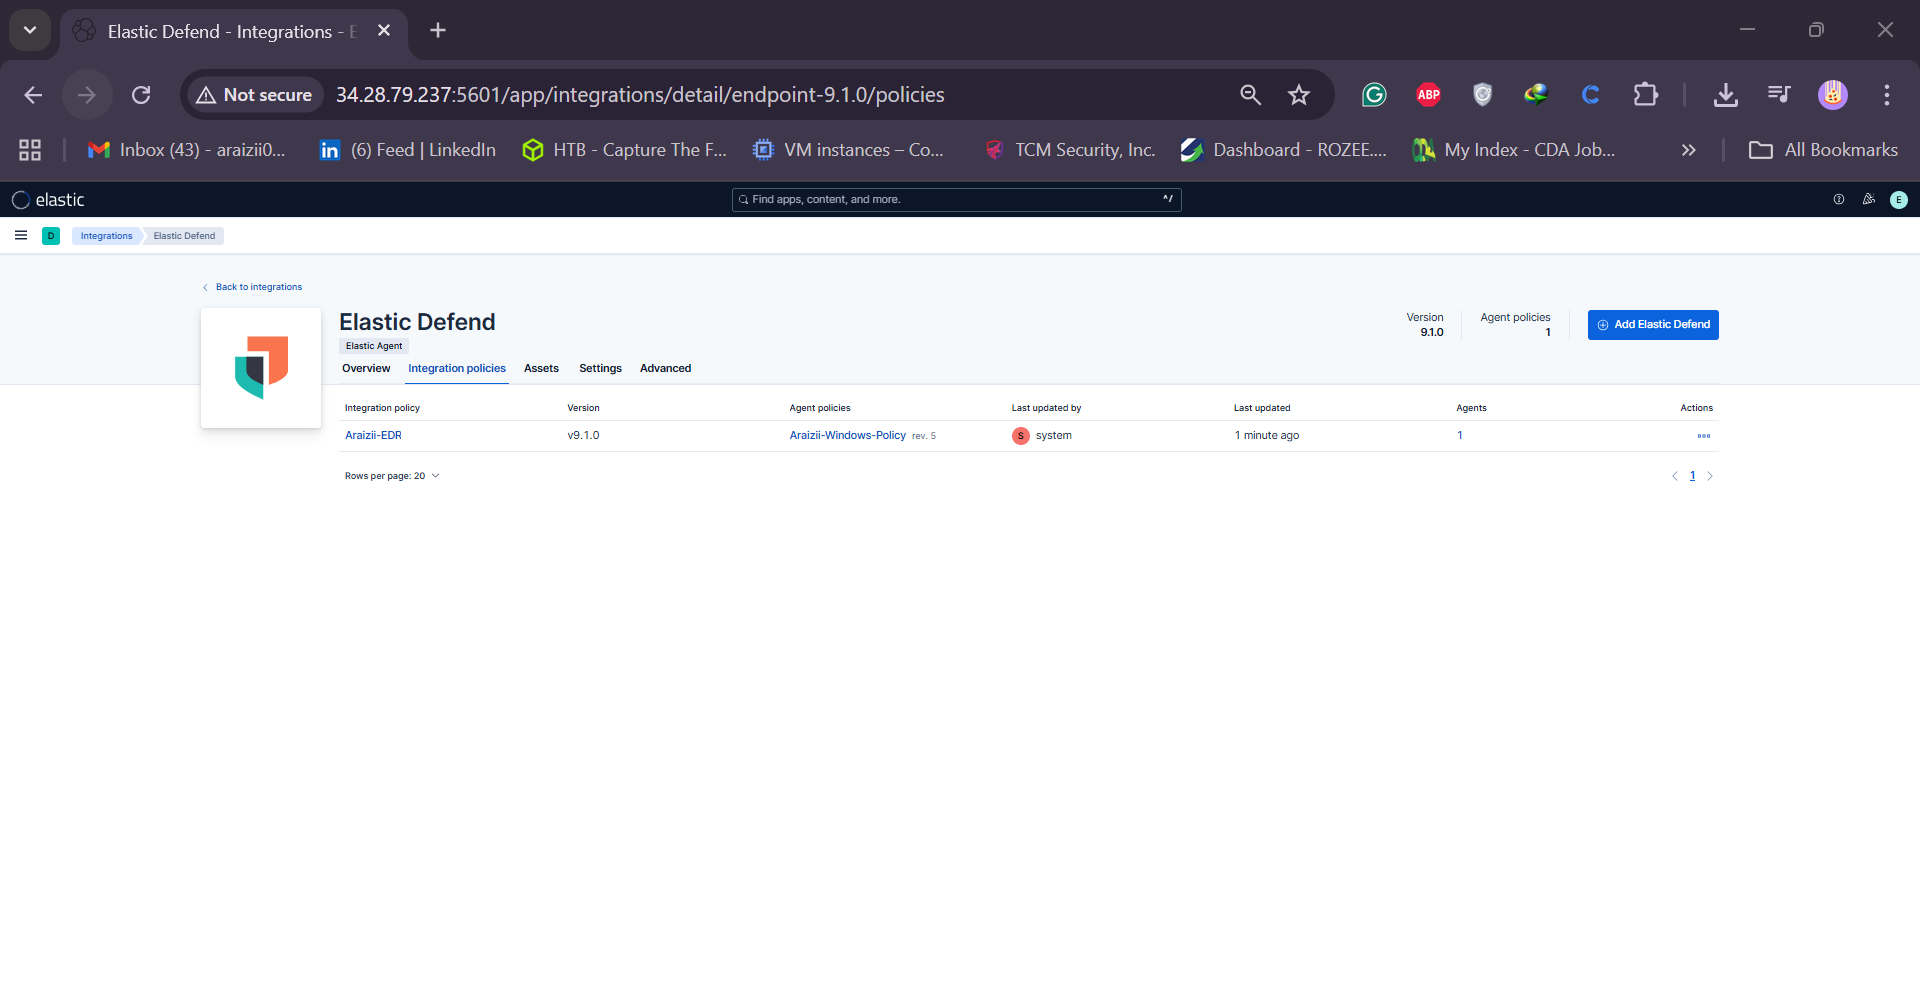 Elastic Defend - Integrations - E
Not secure 34.28.79.237:5601/app/integrations/detail/endpoint-9.1.0/policies ABP
Inbox (43) - araizii0... (6) Feed | LinkedIn HTB - Capture The F... VM instances – Co... TCM Security, Inc. Dashboard - ROZEE.... My Index - CDA Job... » All Bookmarks
elastic Find apps, content, and more. ^/ E
D Integrations Elastic Defend
Back to integrations
Elastic Defend
Elastic Agent
Version
9.1.0
Agent policies
1
Add Elastic Defend
Overview Integration policies Assets Settings Advanced
Integration policy Version Agent policies Last updated by Last updated Agents Actions
Araizii-EDR v9.1.0 Araizii-Windows-Policy rev. 5 S system 1 minute ago 1
Rows per page: 20 1